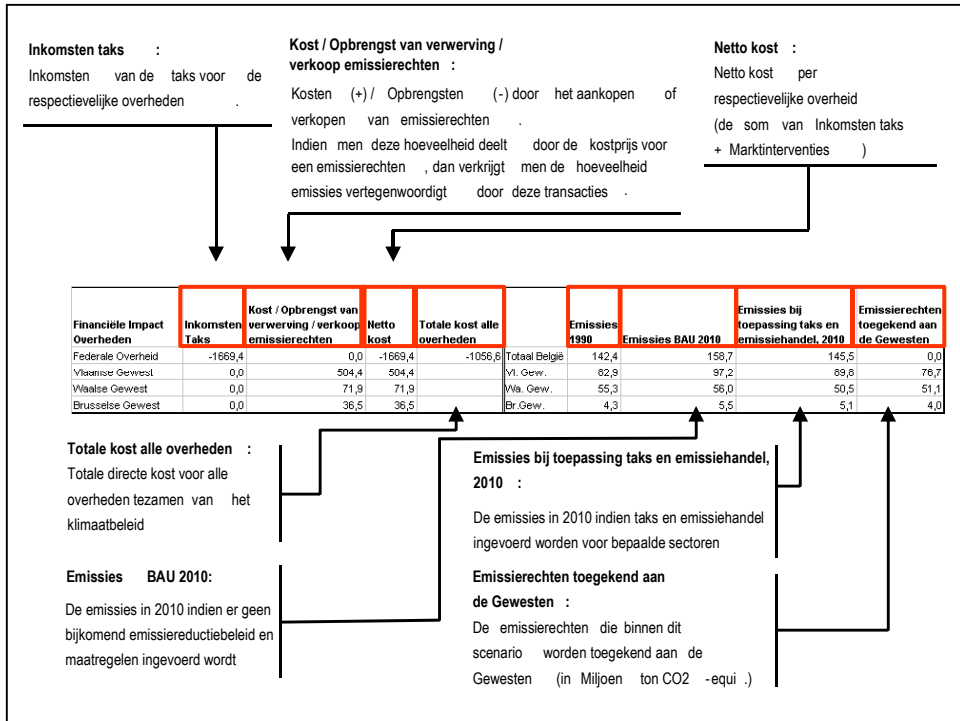 Inkomsten taks :
Inkomsten van de taks voor de
respectievelijke overheden .
Kost / Opbrengst van verwerving /
verkoop emissierechten :
Kosten (+) / Opbrengsten (-) door het aankopen of
verkopen van emissierechten .
Indien men deze hoeveelheid deelt door de kostprijs voor
een emissierechten , dan verkrijgt men de hoeveelheid
emissies vertegenwoordigt door deze transacties .
Netto kost :
Netto kost per
respectievelijke overheid
(de som van Inkomsten taks
+ Marktinterventies )
Financiële Impact
Overheden
Inkomsten
Taks
Kost / Opbrengst van
verwerving / verkoop
emissierechten
Netto
kost
Totale kost alle
overheden
Emissies
1990
Emissies BAU 2010
Emissies bij
toepassing taks en
emissiehandel, 2010
Emissierechten
toegekend aan
de Gewesten
Federale Overheid -1669,4 0,0 -1669,4 -1056,6 Totaal België 142,4 158,7 145,5 0,0
Vlaamse Gewest 0,0 504,4 504,4 Vl. Gew. 82,9 97,2 89,8 76,7
Waalse Gewest 0,0 71,9 71,9 Wa. Gew. 55,3 56,0 50,5 51,1
Brusselse Gewest 0,0 36,5 36,5 Br.Gew. 4,3 5,5 5,1 4,0
Totale kost alle overheden :
Totale directe kost voor alle
overheden tezamen van het
klimaatbeleid
Emissies BAU 2010:
De emissies in 2010 indien er geen
bijkomend emissiereductiebeleid en
maatregelen ingevoerd wordt
Emissies bij toepassing taks en emissiehandel,
2010 :
De emissies in 2010 indien taks en emissiehandel
ingevoerd worden voor bepaalde sectoren
Emissierechten toegekend aan
de Gewesten :
De emissierechten die binnen dit
scenario worden toegekend aan de
Gewesten (in Miljoen ton CO2 -equi .)